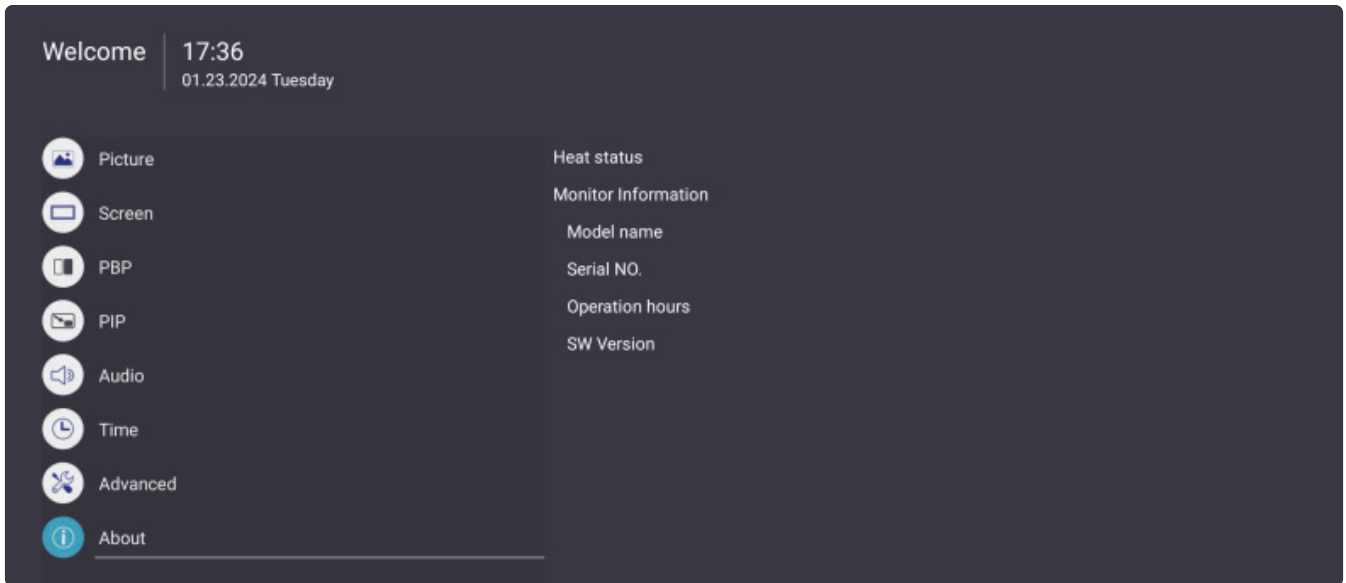 Welcome
17:36
01.23.2024 Tuesday
Picture
Screen
PBP
PIP
Audio
Time
Advanced
About
Heat status
Monitor Information
Model name
Serial NO.
Operation hours
SW Version